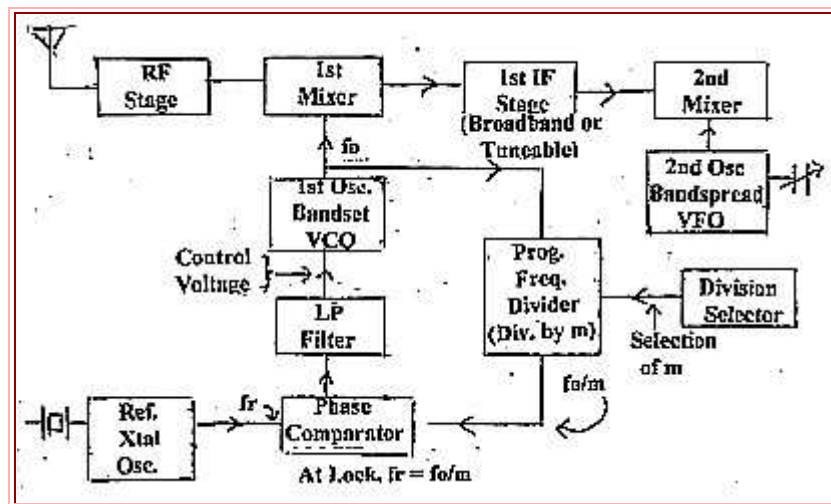 RF
Stage
1st
Mixer
1st IF
Stage
(Broadband or
Tuneable)
2nd
Mixer
fo
1st Osc.
Bandset
VCO
2nd Osc
Bandspread
VFO
Control
Voltage
Prog.
Freq.
Divider
(Div. by m)
Division
Selector
LP
Filter
Selection
of m
fo/m
Ref.
Xtal
Osc.
fr
Phase
Comparator
At Lock, fr = fo/m